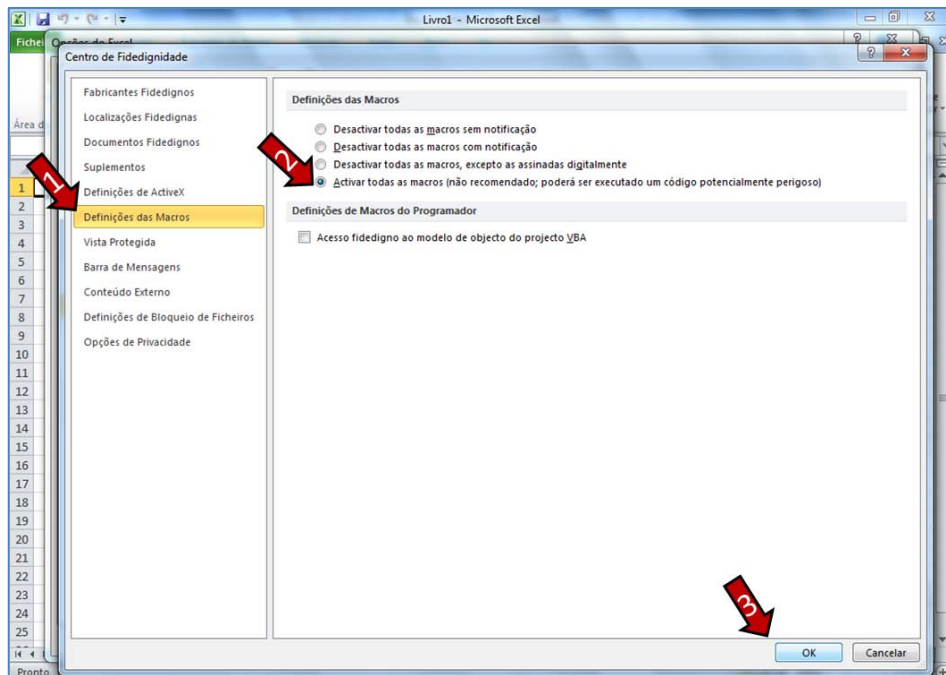 Livro1 - Microsoft Excel
Fichei
Opções do Excel
Centro de Fidedignidade
Fabricantes Fidedignos
Localizações Fidedignas
Documentos Fidedignos
Suplementos
Definições de ActiveX
Definições das Macros
Vista Protegida
Barra de Mensagens
Conteúdo Externo
Definições de Bloqueio de Ficheiros
Opções de Privacidade
Definições das Macros
Desactivar todas as macros sem notificação
Desactivar todas as macros com notificação
Desactivar todas as macros, excepto as assinadas digitalmente
Activar todas as macros (não recomendado; poderá ser executado um código potencialmente perigoso)
Definições de Macros do Programador
Acesso fidedigno ao modelo de objecto do projecto VBA
1
2
3
OK
Cancelar
Área d
1
2
3
4
5
6
7
8
9
10
11
12
13
14
15
16
17
18
19
20
21
22
23
24
25
Pronto